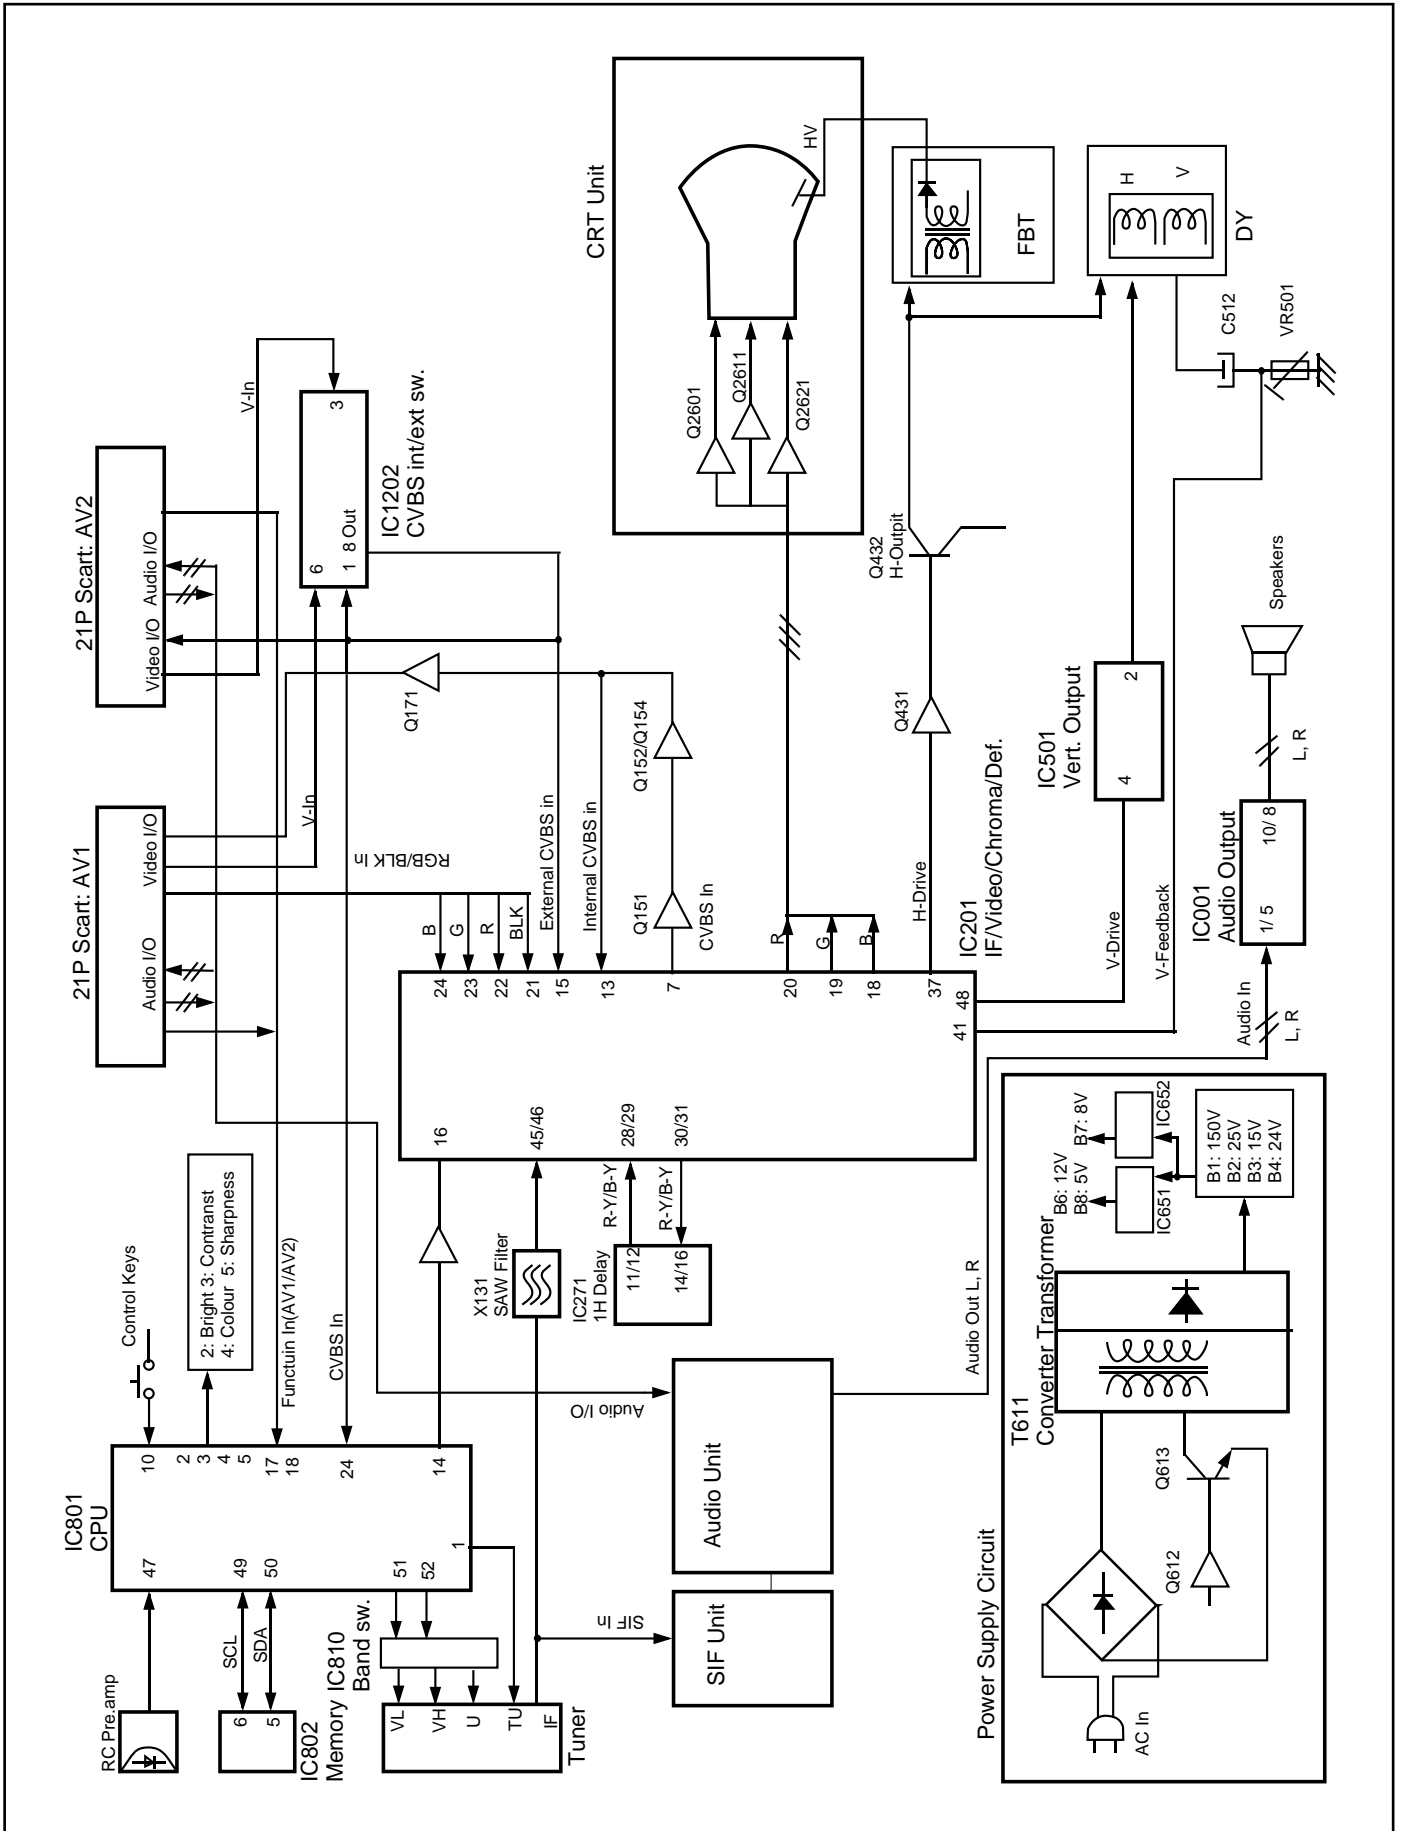 RC Pre.amp
IC801
CPU
47
10
49
50
2
3
4
5
17
18
24
51
52
14
1
SCL
SDA
6
5
IC802
Memory
IC810
Band sw.
VL
VH
U
TU
IF
Tuner
Control Keys
2: Bright 3: Contranst
4: Colour 5: Sharpness
Functuin In(AV1/AV2)
CVBS In
21P Scart: AV1
Audio I/O
Video I/O
21P Scart: AV2
Video I/O
Audio I/O
V-In
V-In
3
6
1
8 Out
IC1202
CVBS int/ext sw.
RGB/BLK In
B
G
R
BLK
External CVBS in
Internal CVBS in
Q171
Q152/Q154
Q151
CVBS In
24
23
22
21
15
13
7
20
19
18
37
48
41
16
45/46
28/29
30/31
R
G
B
IC201
IF/Video/Chroma/Def.
X131
SAW Filter
IC271
1H Delay
11/12
14/16
R-Y/B-Y
R-Y/B-Y
SIF In
SIF Unit
Audio Unit
Audio I/O
Audio Out L, R
CRT Unit
Q2601
Q2611
Q2621
HV
FBT
H
V
DY
C512
VR501
Q432
H-Outpit
Q431
H-Drive
V-Drive
V-Feedback
IC501
Vert. Output
4
2
IC001
Audio Output
1/ 5
10/ 8
Audio In
L, R
L, R
Speakers
Power Supply Circuit
AC In
Q612
Q613
T611
Converter Transformer
B6: 12V
B8: 5V
B7: 8V
IC651
IC652
B1: 150V
B2: 25V
B3: 15V
B4: 24V